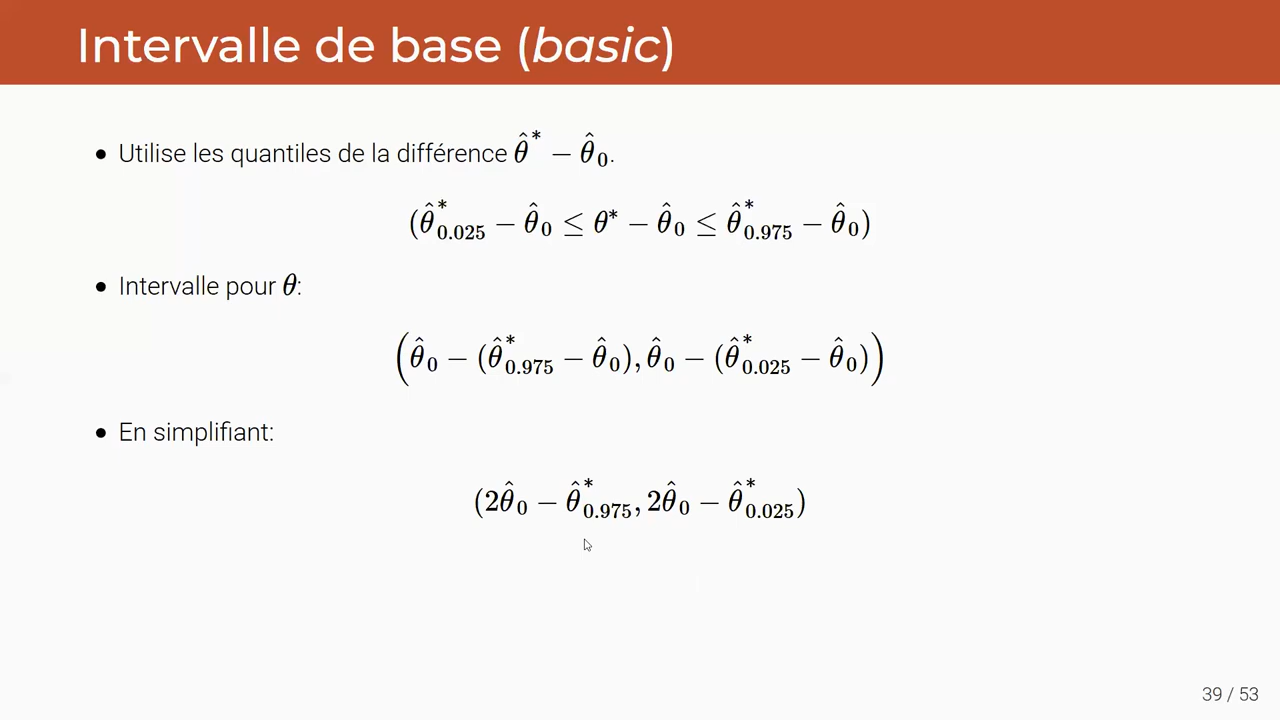 Intervalle de base (basic)
• Utilise les quantiles de la différence θ̂* − θ̂₀.
(θ̂*₀.₀₂₅ − θ̂₀ ≤ θ* − θ̂₀ ≤ θ̂*₀.₉₇₅ − θ̂₀)
• Intervalle pour θ:
(θ̂₀ − (θ̂*₀.₉₇₅ − θ̂₀), θ̂₀ − (θ̂*₀.₀₂₅ − θ̂₀))
• En simplifiant:
(2θ̂₀ − θ̂*₀.₉₇₅, 2θ̂₀ − θ̂*₀.₀₂₅)
39 / 53